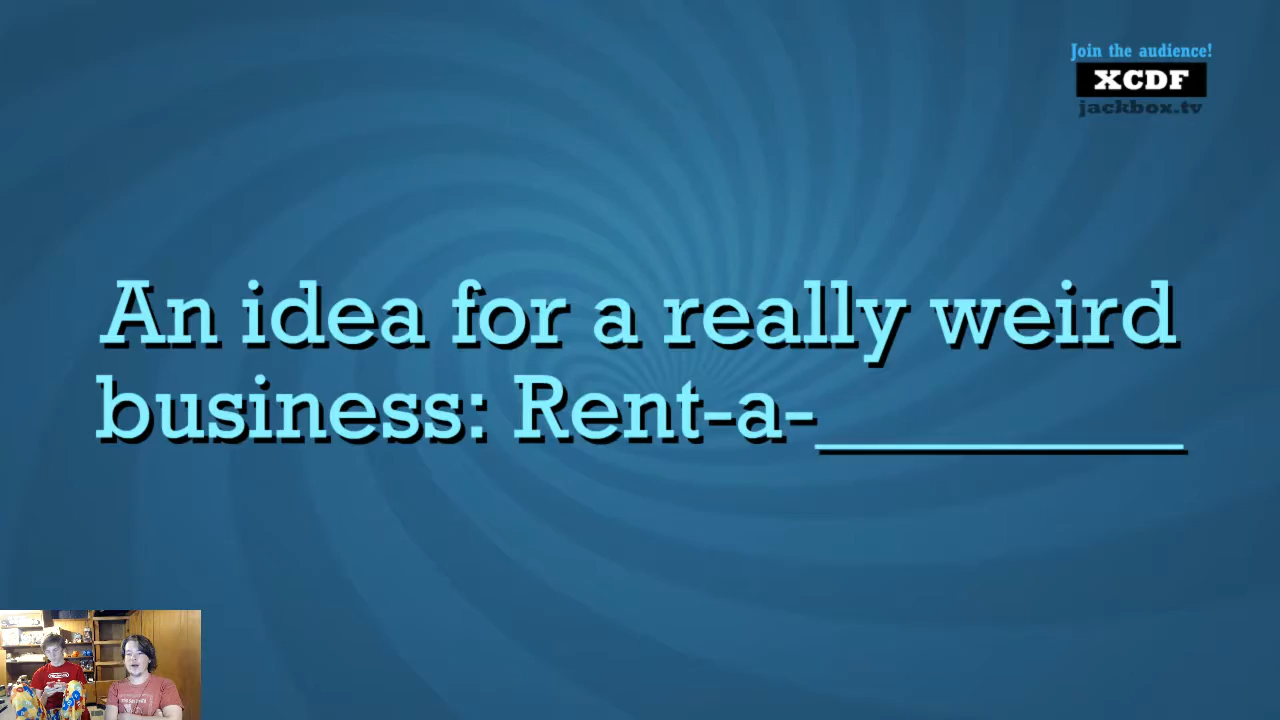 Join the audience!
XCDF
jackbox.tv
An idea for a really weird
business: Rent-a-________